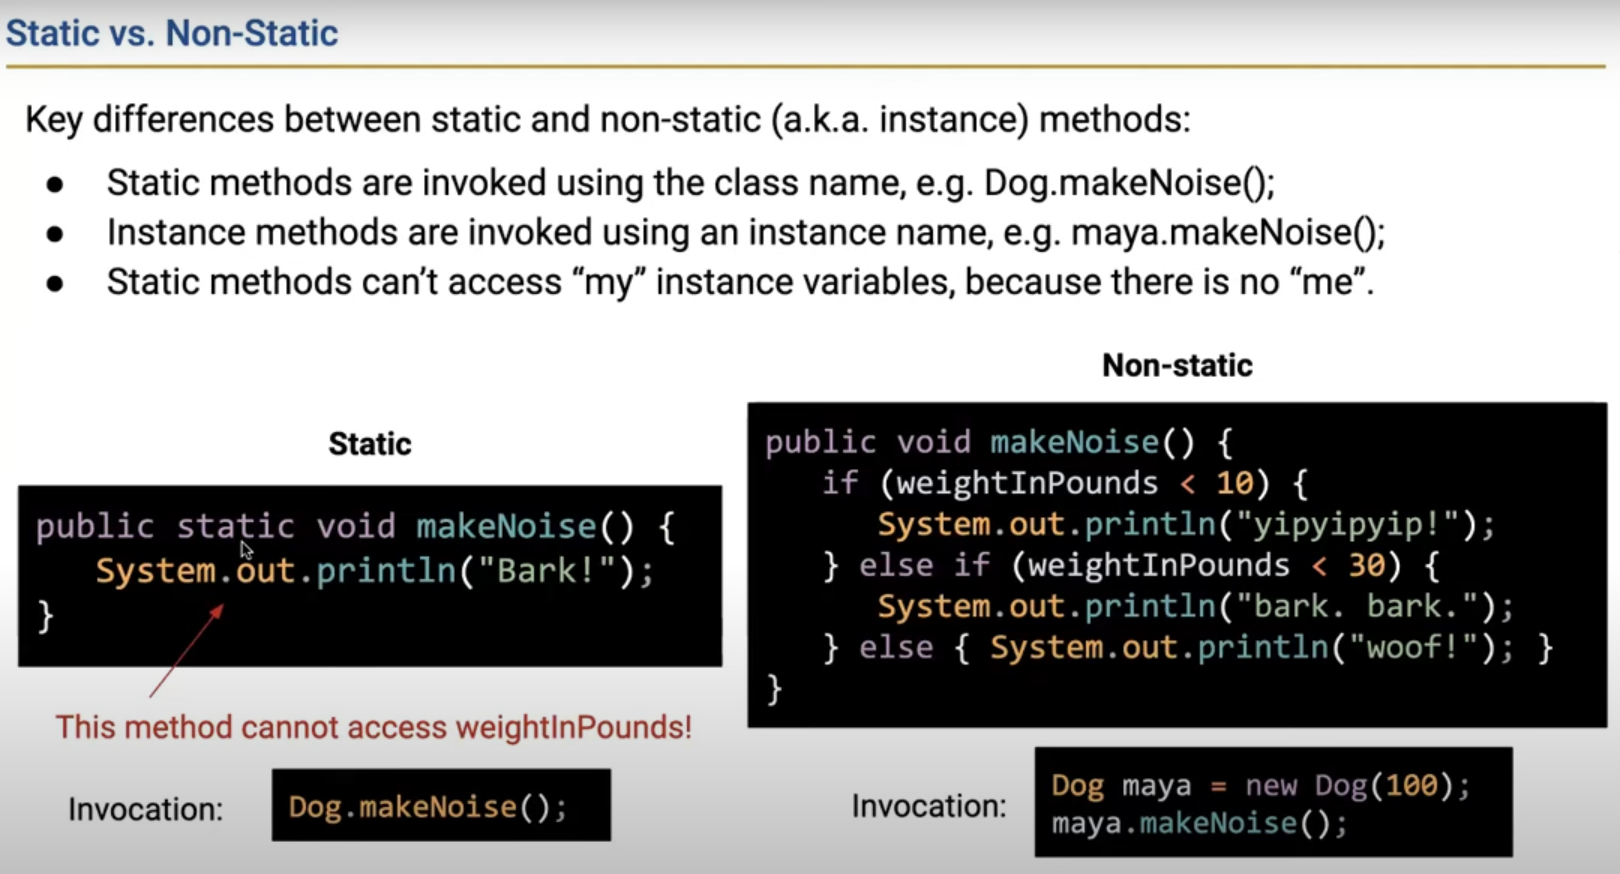 Static vs. Non-Static
Key differences between static and non-static (a.k.a. instance) methods:
● Static methods are invoked using the class name, e.g. Dog.makeNoise();
● Instance methods are invoked using an instance name, e.g. maya.makeNoise();
● Static methods can’t access “my” instance variables, because there is no “me”.
Static
public static void makeNoise() {
   System.out.println("Bark!");
}
This method cannot access weightInPounds!
Invocation:
Dog.makeNoise();
Non-static
public void makeNoise() {
   if (weightInPounds < 10) {
      System.out.println("yipyipyip!");
   } else if (weightInPounds < 30) {
      System.out.println("bark. bark.");
   } else { System.out.println("woof!"); }
}
Invocation:
Dog maya = new Dog(100);
maya.makeNoise();